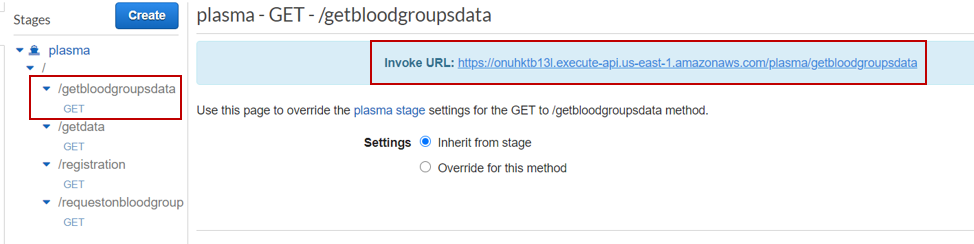 Stages
Create
plasma
/
/getbloodgroupsdata
GET
/getdata
GET
/registration
GET
/requestonbloodgroup
GET
plasma - GET - /getbloodgroupsdata
Invoke URL: https://onuhktb13l.execute-api.us-east-1.amazonaws.com/plasma/getbloodgroupsdata
Use this page to override the plasma stage settings for the GET to /getbloodgroupsdata method.
Settings
Inherit from stage
Override for this method